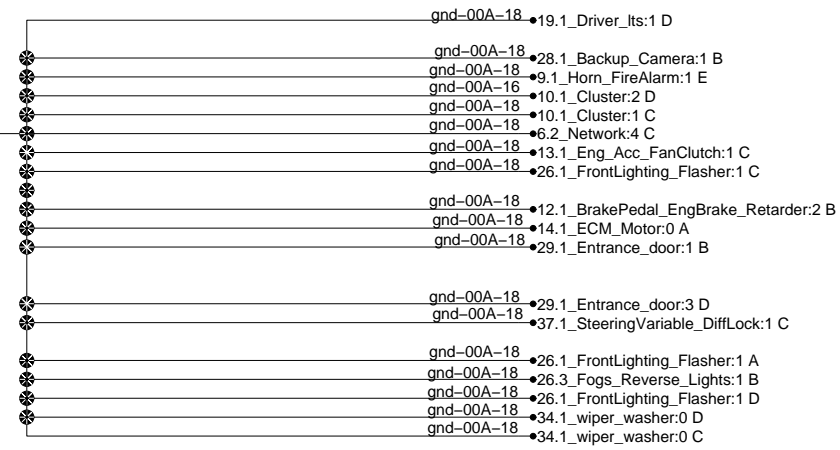 gnd–00A–18 19.1_Driver_lts:1 D
gnd–00A–18 28.1_Backup_Camera:1 B
gnd–00A–18 9.1_Horn_FireAlarm:1 E
gnd–00A–16 10.1_Cluster:2 D
gnd–00A–18 10.1_Cluster:1 C
gnd–00A–18 6.2_Network:4 C
gnd–00A–18 13.1_Eng_Acc_FanClutch:1 C
gnd–00A–18 26.1_FrontLighting_Flasher:1 C
gnd–00A–18 12.1_BrakePedal_EngBrake_Retarder:2 B
gnd–00A–18 14.1_ECM_Motor:0 A
gnd–00A–18 29.1_Entrance_door:1 B
gnd–00A–18 29.1_Entrance_door:3 D
gnd–00A–18 37.1_SteeringVariable_DiffLock:1 C
gnd–00A–18 26.1_FrontLighting_Flasher:1 A
gnd–00A–18 26.3_Fogs_Reverse_Lights:1 B
gnd–00A–18 26.1_FrontLighting_Flasher:1 D
gnd–00A–18 34.1_wiper_washer:0 D
gnd–00A–18 34.1_wiper_washer:0 C